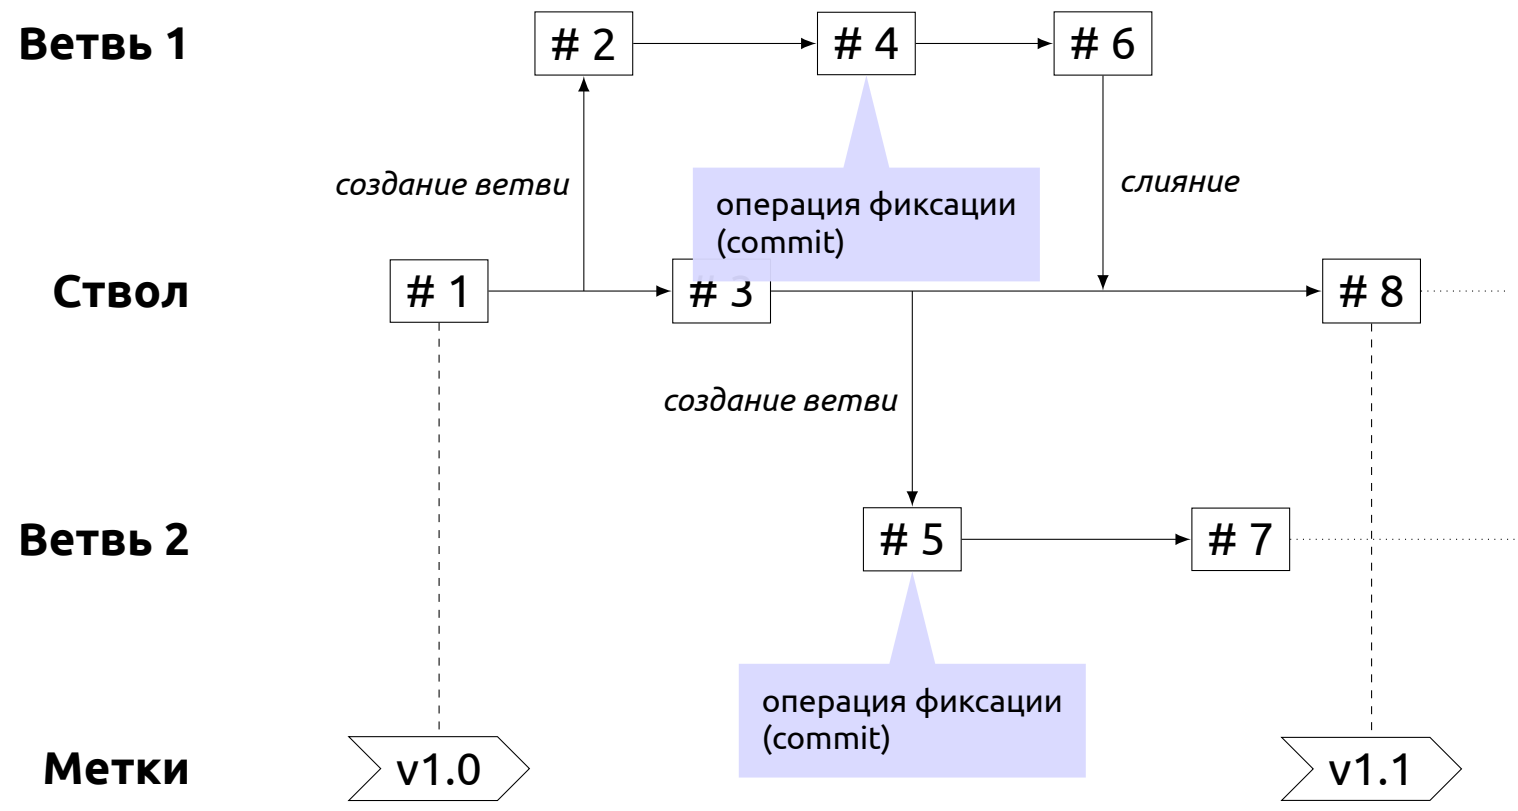 Ветвь 1
# 2
# 4
# 6
создание ветви
операция фиксации
(commit)
слияние
Ствол
# 1
# 3
# 8
создание ветви
Ветвь 2
# 5
# 7
операция фиксации
(commit)
Метки
v1.0
v1.1